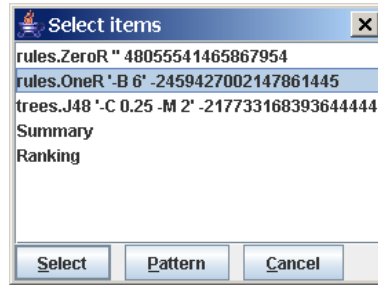 Select items
rules.ZeroR '' 48055541465867954
rules.OneR '-B 6' -2459427002147861445
trees.J48 '-C 0.25 -M 2' -217733168393644444
Summary
Ranking
Select Pattern Cancel